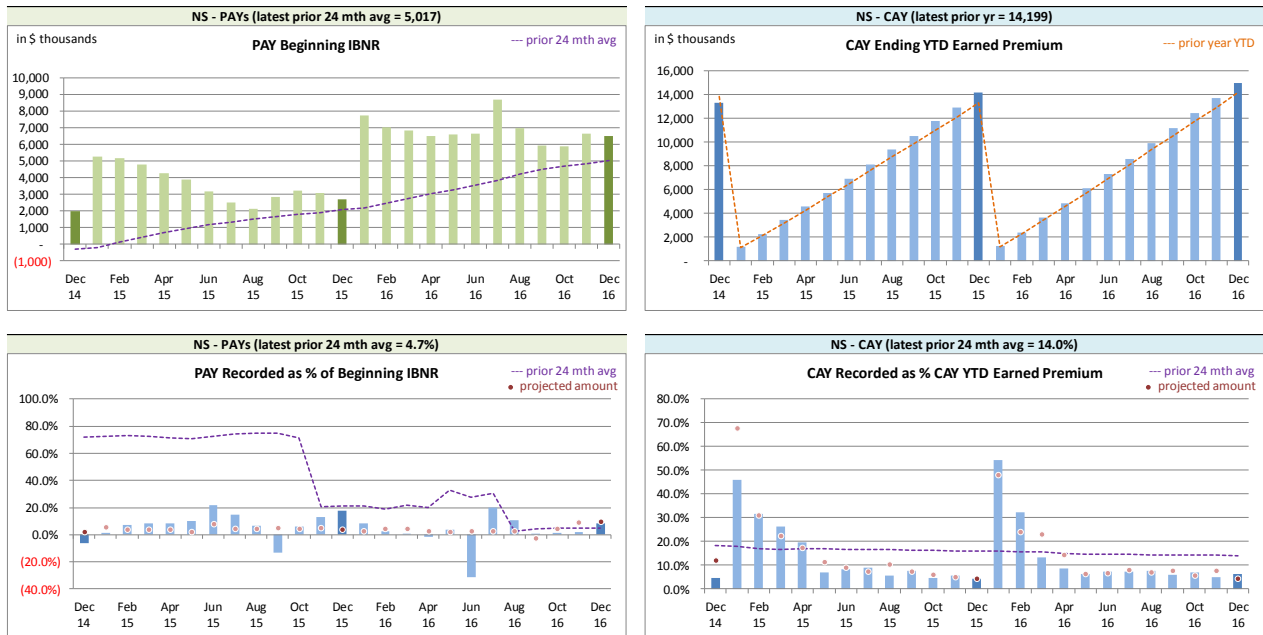 NS - PAYs (latest prior 24 mth avg = 5,017)
in $ thousands
PAY Beginning IBNR
--- prior 24 mth avg
10,000
9,000
8,000
7,000
6,000
5,000
4,000
3,000
2,000
1,000
-
(1,000)
Dec 14
Feb 15
Apr 15
Jun 15
Aug 15
Oct 15
Dec 15
Feb 16
Apr 16
Jun 16
Aug 16
Oct 16
Dec 16
NS - CAY (latest prior yr = 14,199)
in $ thousands
CAY Ending YTD Earned Premium
--- prior year YTD
16,000
14,000
12,000
10,000
8,000
6,000
4,000
2,000
-
Dec 14
Feb 15
Apr 15
Jun 15
Aug 15
Oct 15
Dec 15
Feb 16
Apr 16
Jun 16
Aug 16
Oct 16
Dec 16
NS - PAYs (latest prior 24 mth avg = 4.7%)
PAY Recorded as % of Beginning IBNR
--- prior 24 mth avg
projected amount
100.0%
80.0%
60.0%
40.0%
20.0%
0.0%
(20.0%)
(40.0%)
Dec 14
Feb 15
Apr 15
Jun 15
Aug 15
Oct 15
Dec 15
Feb 16
Apr 16
Jun 16
Aug 16
Oct 16
Dec 16
NS - CAY (latest prior 24 mth avg = 14.0%)
CAY Recorded as % CAY YTD Earned Premium
--- prior 24 mth avg
projected amount
80.0%
70.0%
60.0%
50.0%
40.0%
30.0%
20.0%
10.0%
0.0%
Dec 14
Feb 15
Apr 15
Jun 15
Aug 15
Oct 15
Dec 15
Feb 16
Apr 16
Jun 16
Aug 16
Oct 16
Dec 16